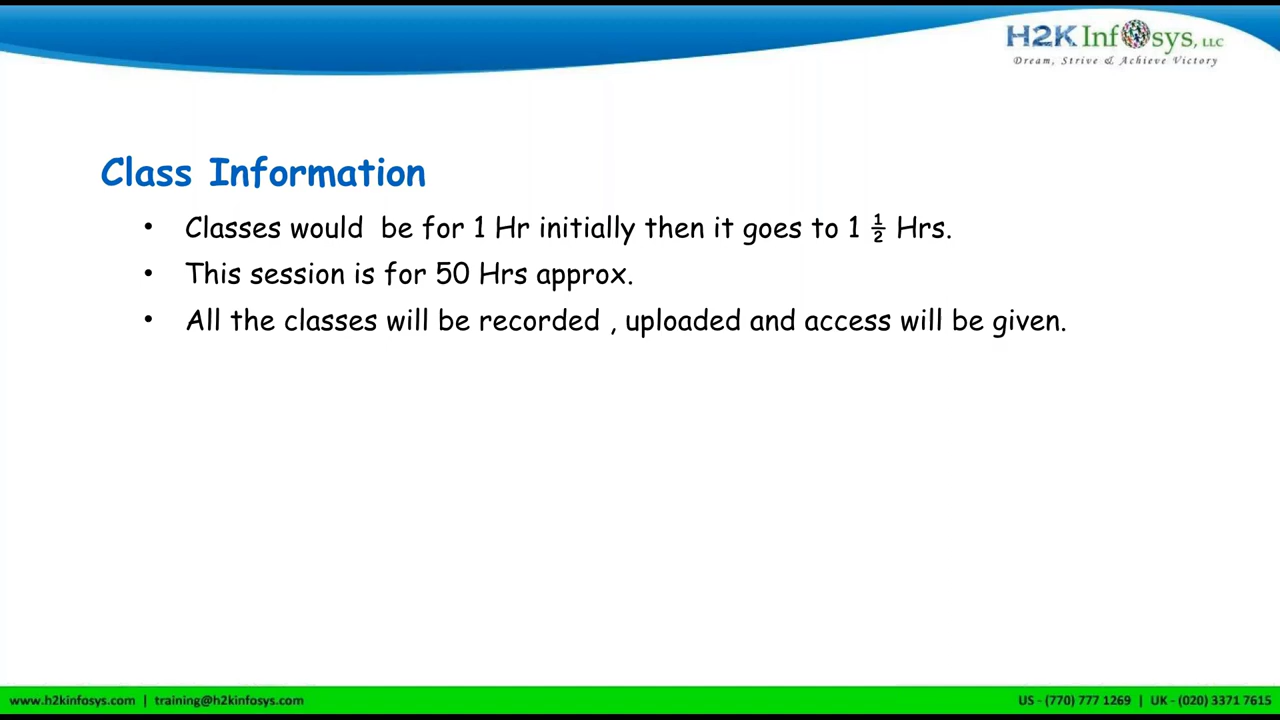 H2K Infosys, LLC
Dream, Strive & Achieve Victory
Class Information
• Classes would be for 1 Hr initially then it goes to 1 ½ Hrs.
• This session is for 50 Hrs approx.
• All the classes will be recorded , uploaded and access will be given.
www.h2kinfosys.com | training@h2kinfosys.com
US - (770) 777 1269 | UK - (020) 3371 7615